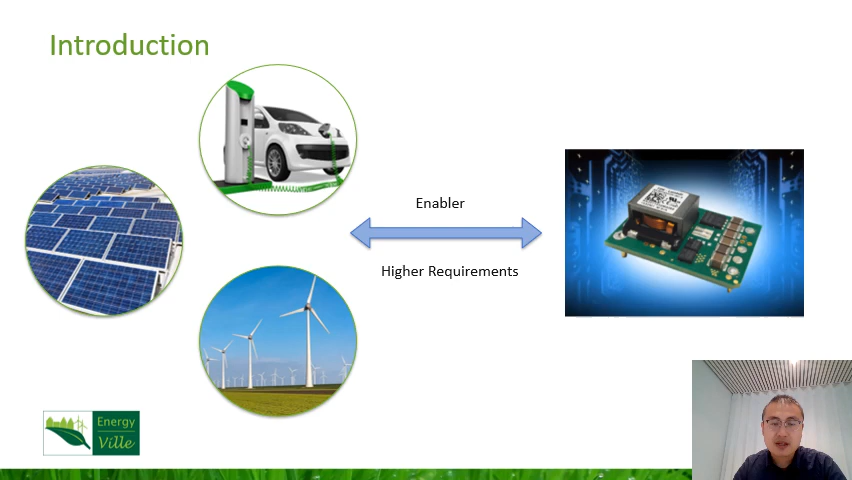 Introduction
Enabler
Higher Requirements
Energy
Ville